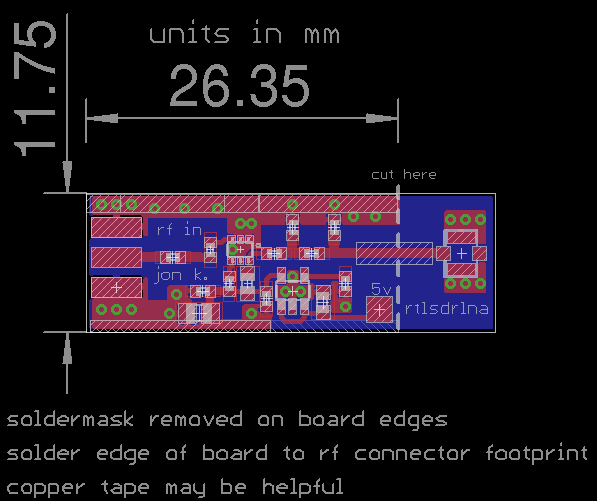 units in mm
11.75
26.35
cut here
rf in
jon k.
5v
rtlsdrlna
soldermask removed on board edges
solder edge of board to rf connector footprint
copper tape may be helpful